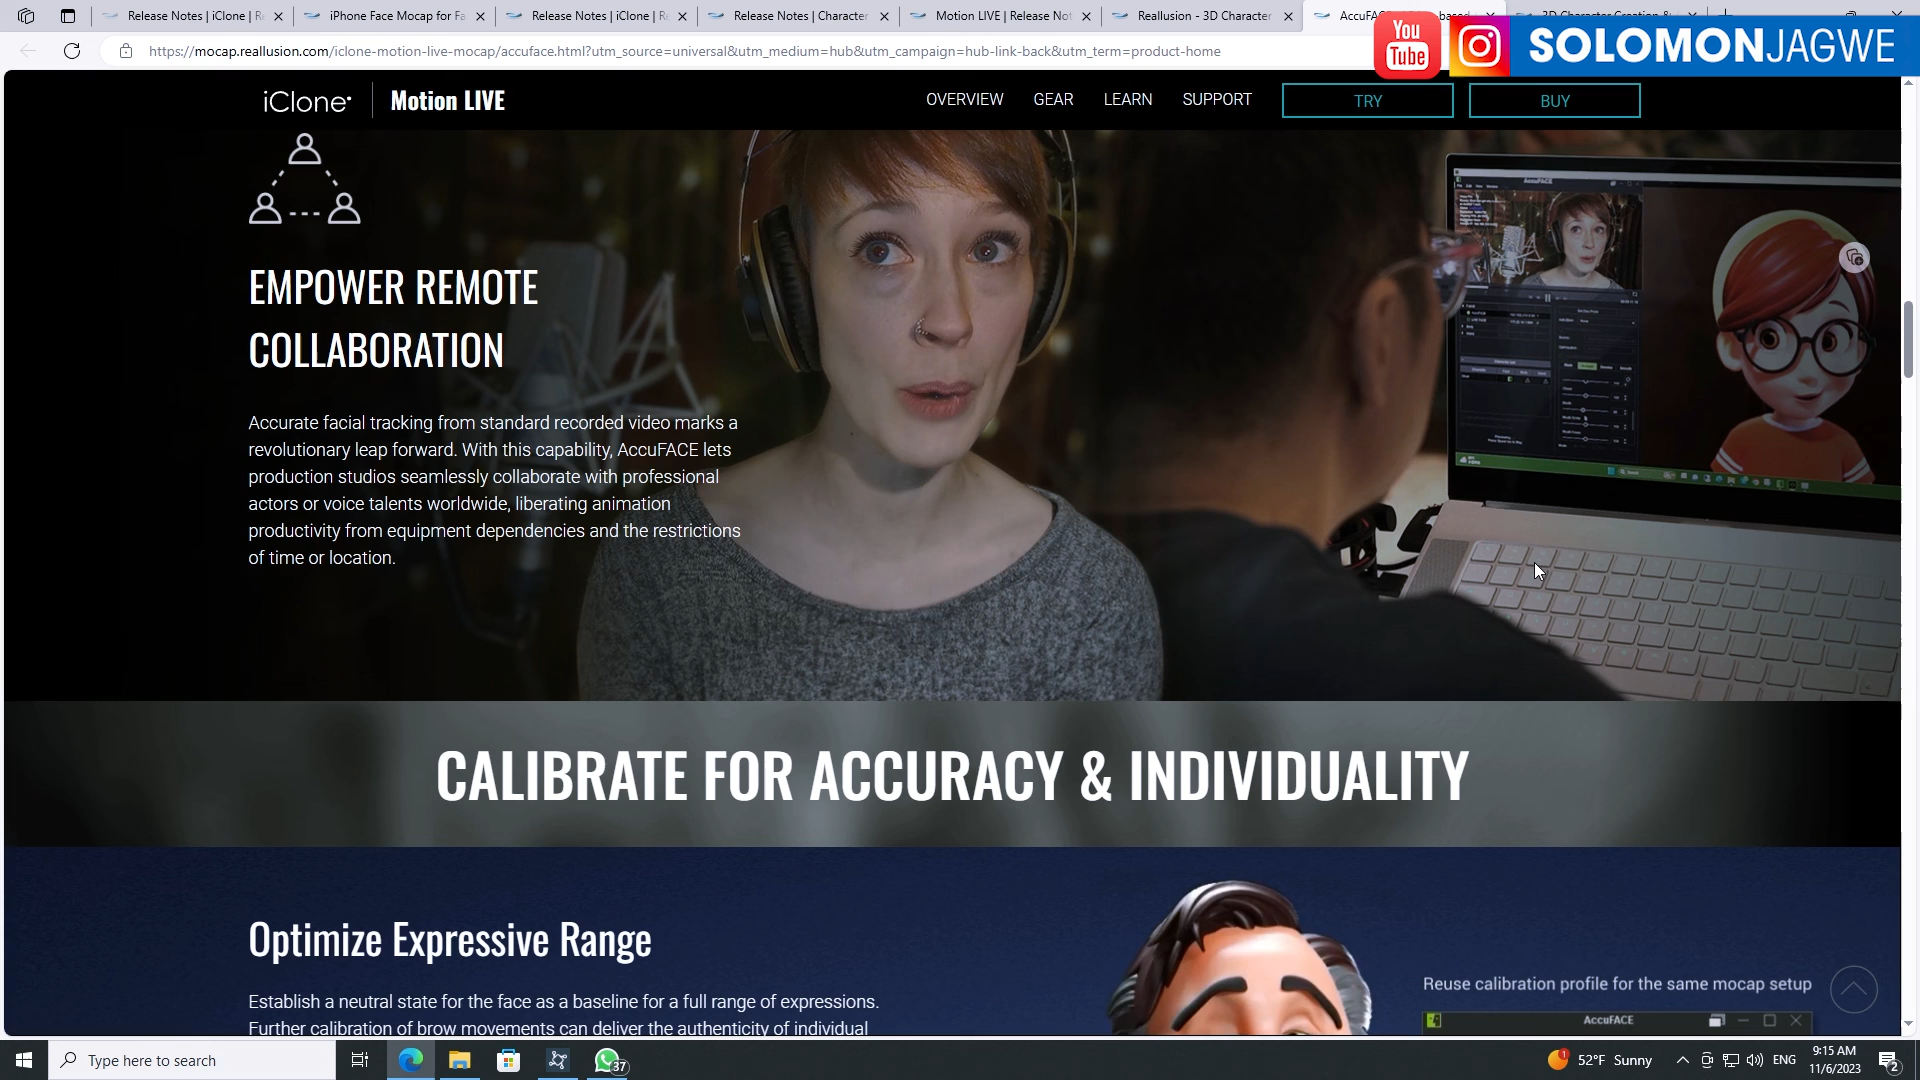 Release Notes | iClone | Re
iPhone Face Mocap for Fa
Release Notes | iClone | Re
Release Notes | Character
Motion LIVE | Release Not
Reallusion - 3D Character
https://mocap.reallusion.com/iclone-motion-live-mocap/accuface.html?utm_source=universal&utm_medium=hub&utm_campaign=hub-link-back&utm_term=product-home
You
Tube
SOLOMONJAGWE
iClone
Motion LIVE
OVERVIEW
GEAR
LEARN
SUPPORT
TRY
BUY
EMPOWER REMOTE
COLLABORATION
Accurate facial tracking from standard recorded video marks a
revolutionary leap forward. With this capability, AccuFACE lets
production studios seamlessly collaborate with professional
actors or voice talents worldwide, liberating animation
productivity from equipment dependencies and the restrictions
of time or location.
CALIBRATE FOR ACCURACY & INDIVIDUALITY
Optimize Expressive Range
Establish a neutral state for the face as a baseline for a full range of expressions.
Further calibration of brow movements can deliver the authenticity of individual
Reuse calibration profile for the same mocap setup
AccuFACE
Type here to search
37
1
52°F Sunny
ENG
9:15 AM
11/6/2023
2